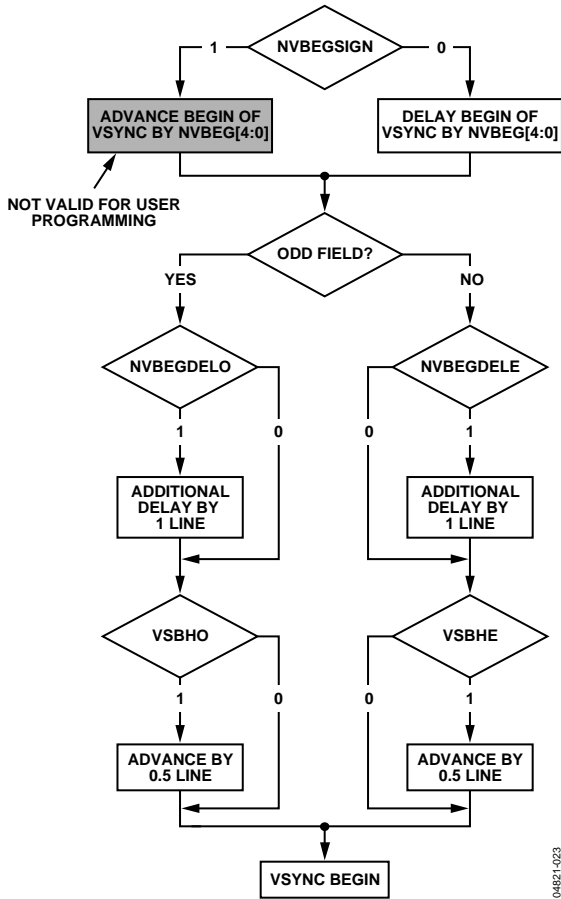 NVBEGSIGN
1
0
ADVANCE BEGIN OF
VSYNC BY NVBEG[4:0]
DELAY BEGIN OF
VSYNC BY NVBEG[4:0]
NOT VALID FOR USER
PROGRAMMING
ODD FIELD?
YES
NO
NVBEGDELO
NVBEGDELE
1
0
0
1
ADDITIONAL
DELAY BY
1 LINE
ADDITIONAL
DELAY BY
1 LINE
VSBHO
VSBHE
1
0
0
1
ADVANCE BY
0.5 LINE
ADVANCE BY
0.5 LINE
VSYNC BEGIN
04821-023